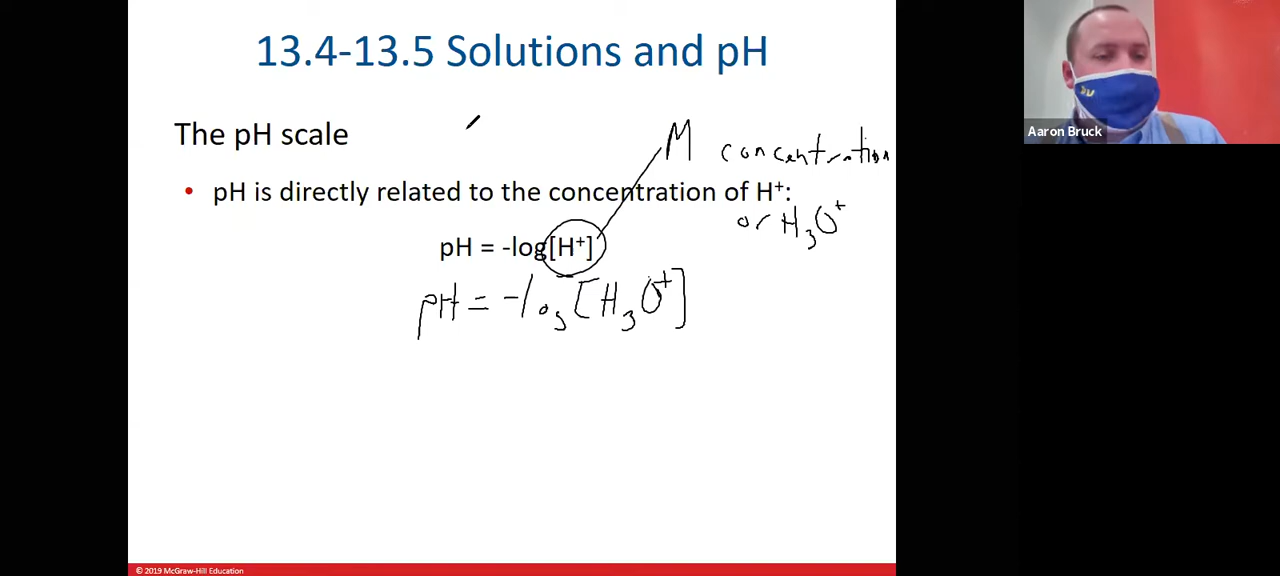 13.4-13.5 Solutions and pH
The pH scale
M concentration
• pH is directly related to the concentration of H⁺:
or H₃O⁺
pH = -log[H⁺]
pH = -log[H₃O⁺]
Aaron Bruck
© 2019 McGraw-Hill Education